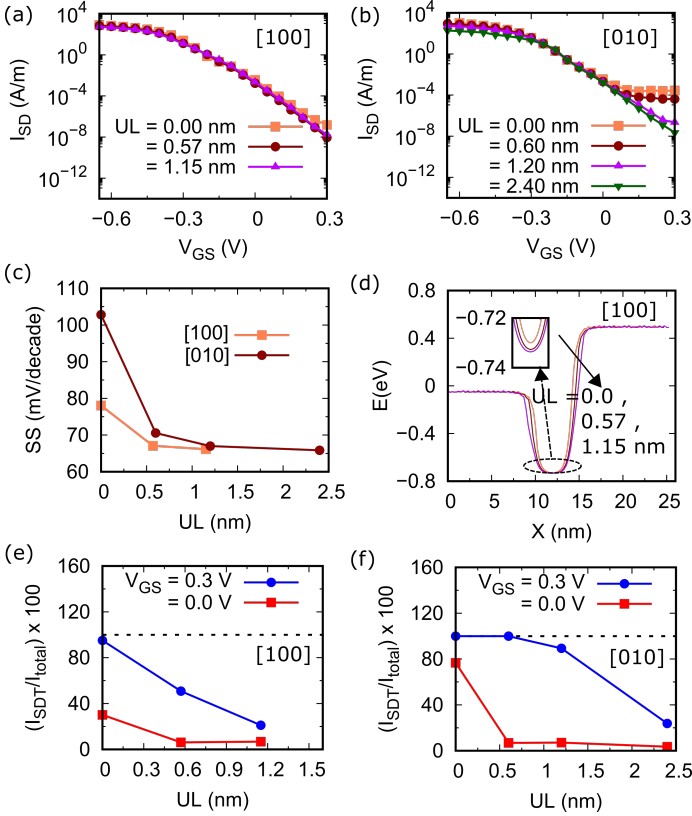 (a)
[100]
10⁴
10⁰
10⁻⁴
10⁻⁸
10⁻¹²
I_SD (A/m)
UL = 0.00 nm
= 0.57 nm
= 1.15 nm
−0.6
−0.3
0
0.3
V_GS (V)
(b)
[010]
10⁴
10⁰
10⁻⁴
10⁻⁸
10⁻¹²
I_SD (A/m)
UL = 0.00 nm
= 0.60 nm
= 1.20 nm
= 2.40 nm
−0.6
−0.3
0
0.3
V_GS (V)
(c)
110
100
90
80
70
60
SS (mV/decade)
[100]
[010]
0
0.5
1
1.5
2
2.5
UL (nm)
(d)
[100]
0.8
0.4
0
−0.4
−0.8
E(eV)
−0.72
−0.74
UL = 0.0 ,
0.57 ,
1.15 nm
0
5
10
15
20
25
X (nm)
(e)
160
120
80
40
0
(I_SDT/I_total) x 100
V_GS = 0.3 V
= 0.0 V
[100]
0
0.3
0.6
0.9
1.2
1.5
UL (nm)
(f)
160
120
80
40
0
(I_SDT/I_total) x 100
V_GS = 0.3 V
= 0.0 V
[010]
0
0.5
1
1.5
2
2.5
UL (nm)